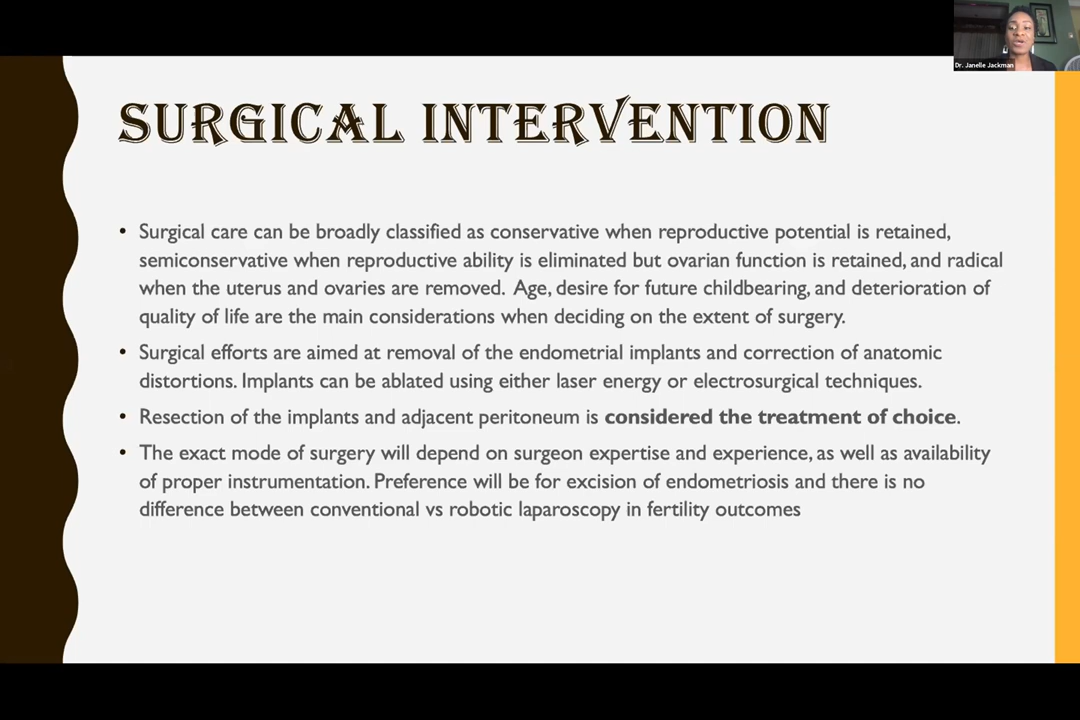 Dr. Janelle Jackman
SURGICAL INTERVENTION
• Surgical care can be broadly classified as conservative when reproductive potential is retained,
semiconservative when reproductive ability is eliminated but ovarian function is retained, and radical
when the uterus and ovaries are removed.  Age, desire for future childbearing, and deterioration of
quality of life are the main considerations when deciding on the extent of surgery.
• Surgical efforts are aimed at removal of the endometrial implants and correction of anatomic
distortions. Implants can be ablated using either laser energy or electrosurgical techniques.
• Resection of the implants and adjacent peritoneum is considered the treatment of choice.
• The exact mode of surgery will depend on surgeon expertise and experience, as well as availability
of proper instrumentation. Preference will be for excision of endometriosis and there is no
difference between conventional vs robotic laparoscopy in fertility outcomes